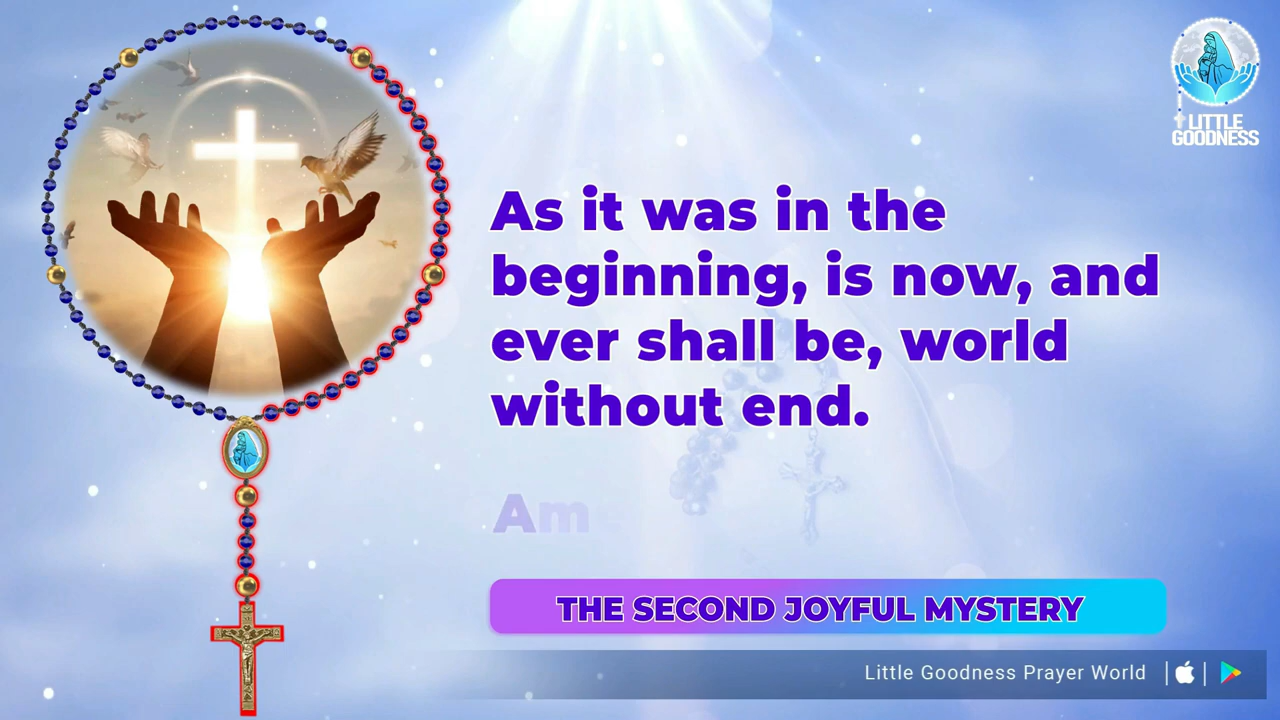 LITTLE
GOODNESS
As it was in the
beginning, is now, and
ever shall be, world
without end.
Am
THE SECOND JOYFUL MYSTERY
Little Goodness Prayer World